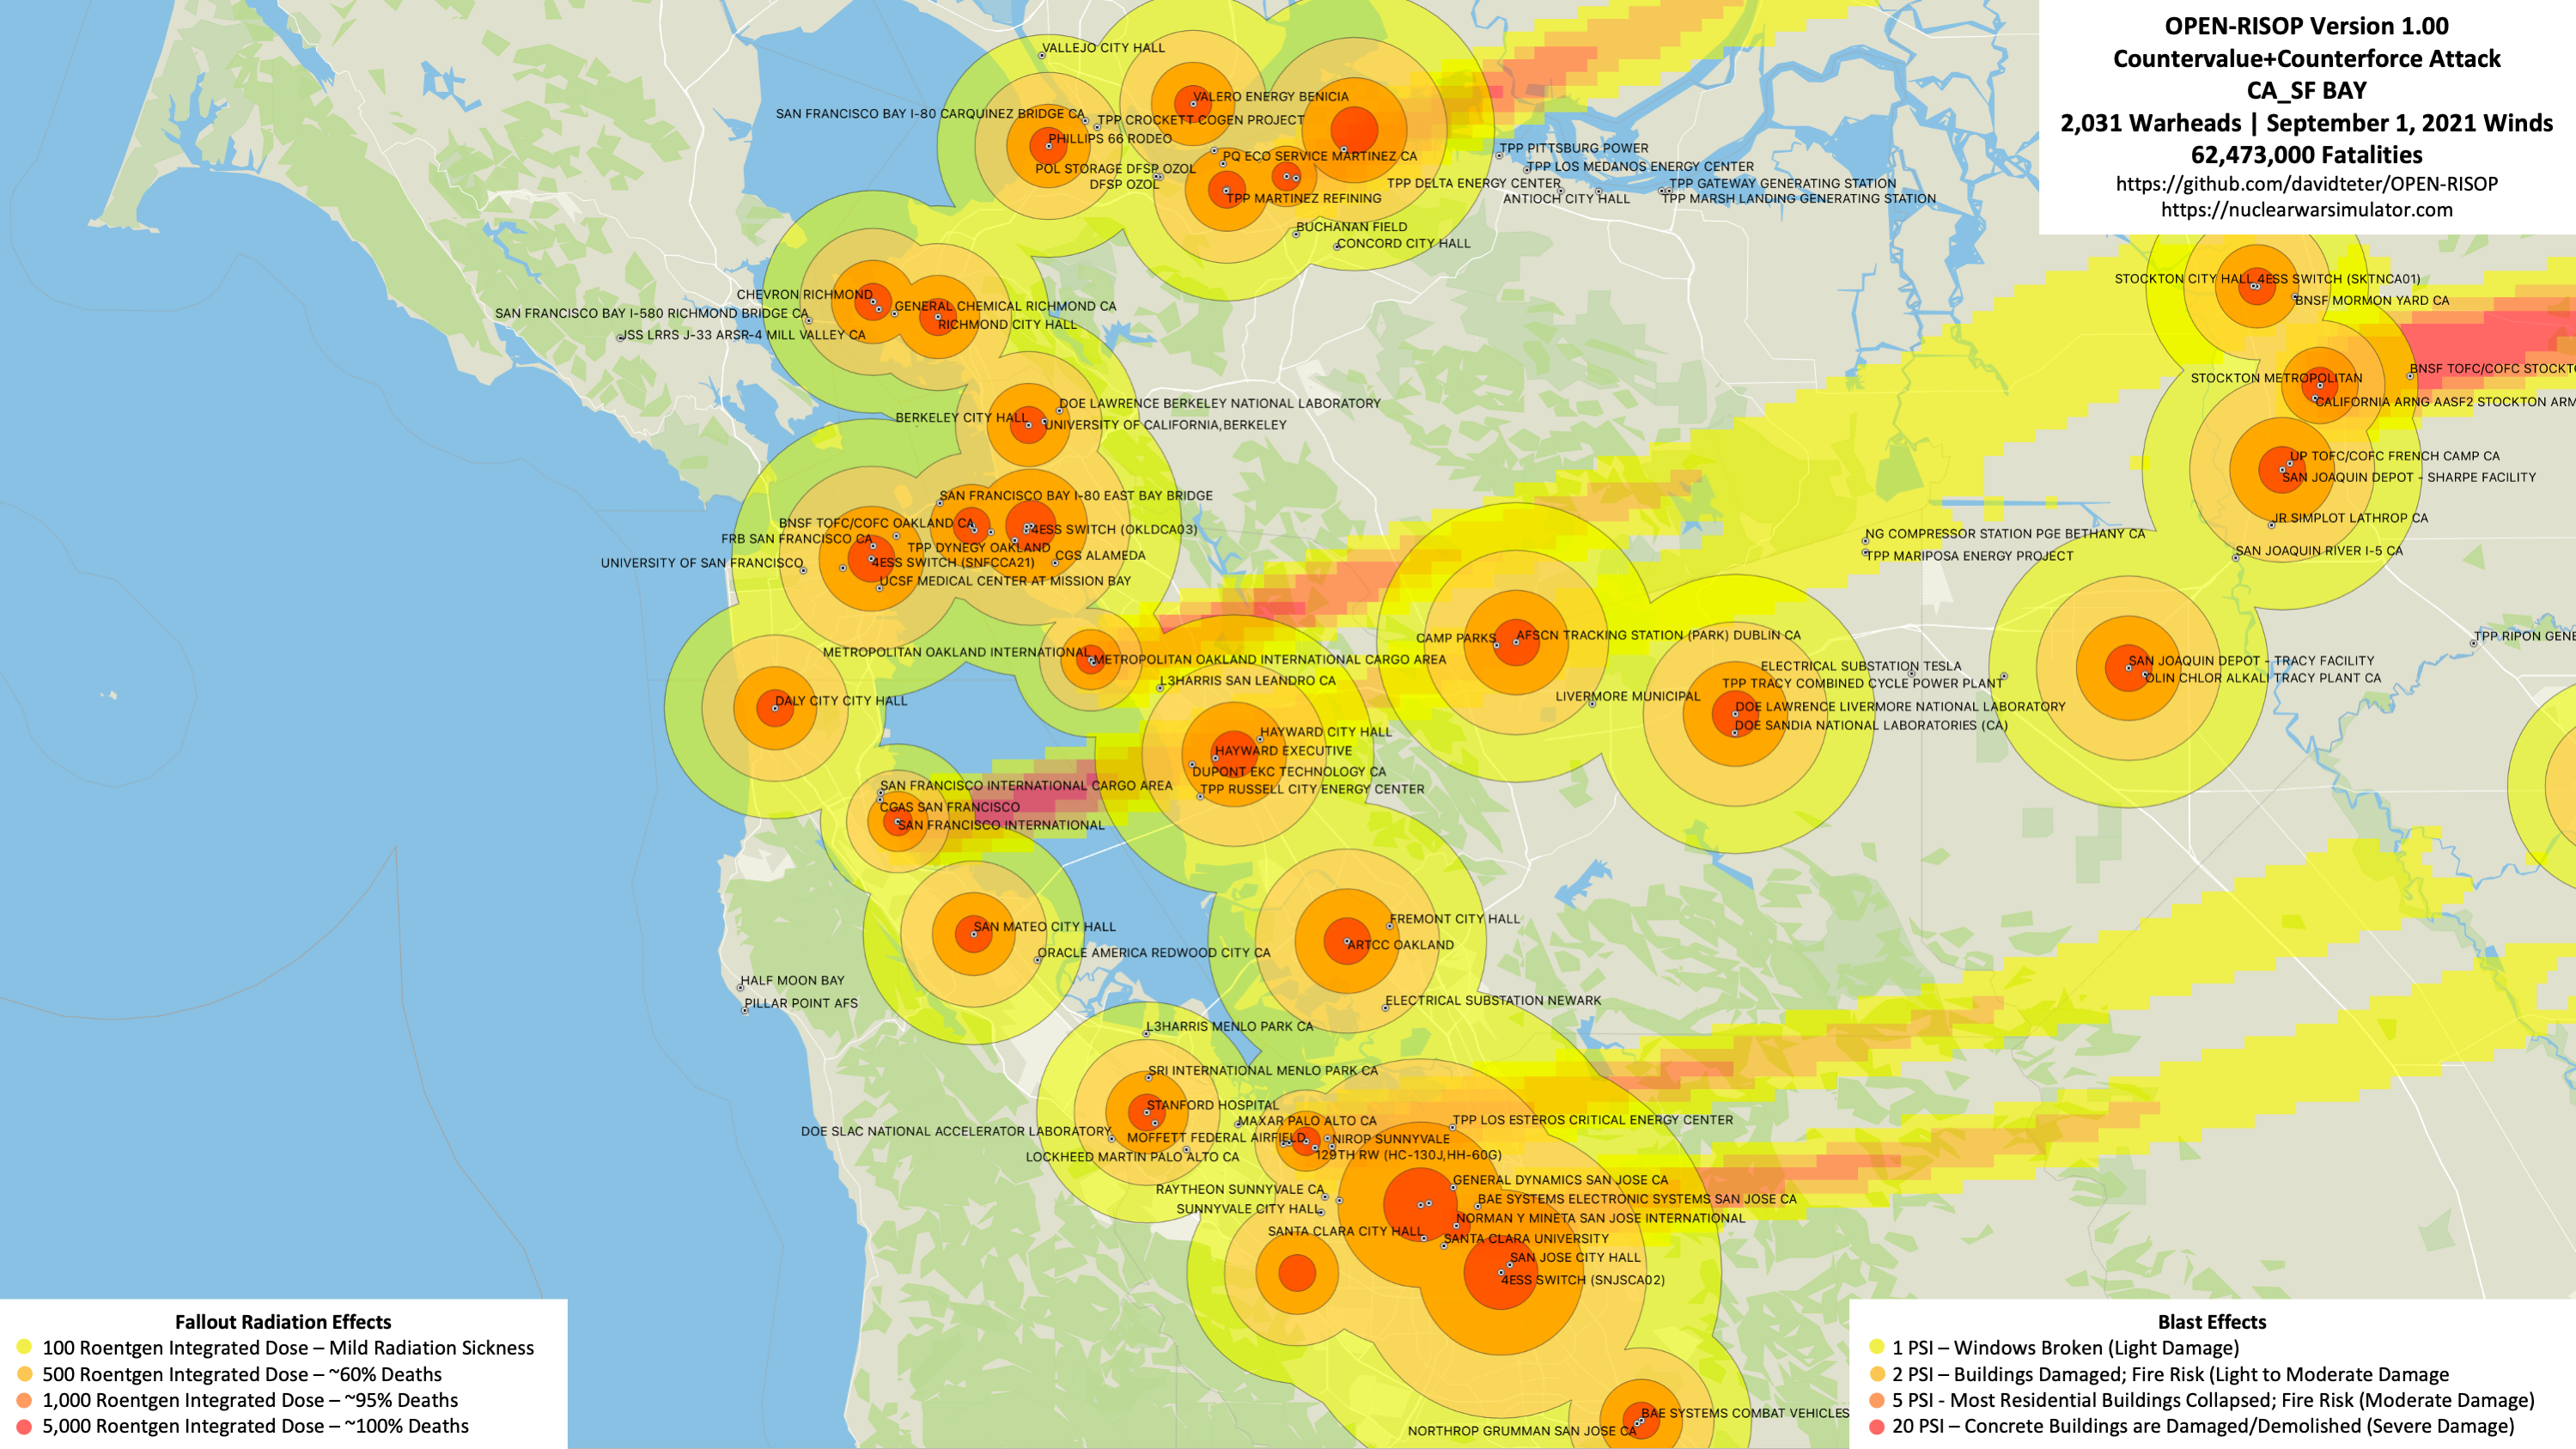 OPEN-RISOP Version 1.00
Countervalue+Counterforce Attack
CA_SF BAY
2,031 Warheads | September 1, 2021 Winds
62,473,000 Fatalities
https://github.com/davidteter/OPEN-RISOP
https://nuclearwarsimulator.com
VALLEJO CITY HALL
VALERO ENERGY BENICIA
SAN FRANCISCO BAY I-80 CARQUINEZ BRIDGE CA
TPP CROCKETT COGEN PROJECT
PHILLIPS 66 RODEO
PQ ECO SERVICE MARTINEZ CA
POL STORAGE DFSP OZOL
DFSP OZOL
TPP MARTINEZ REFINING
TPP PITTSBURG POWER
TPP LOS MEDANOS ENERGY CENTER
TPP DELTA ENERGY CENTER
TPP GATEWAY GENERATING STATION
ANTIOCH CITY HALL
TPP MARSH LANDING GENERATING STATION
BUCHANAN FIELD
CONCORD CITY HALL
STOCKTON CITY HALL
4ESS SWITCH (SKTNCA01)
BNSF MORMON YARD CA
CHEVRON RICHMOND
GENERAL CHEMICAL RICHMOND CA
SAN FRANCISCO BAY I-580 RICHMOND BRIDGE CA
RICHMOND CITY HALL
JSS LRRS J-33 ARSR-4 MILL VALLEY CA
BNSF TOFC/COFC STOCKT
STOCKTON METROPOLITAN
CALIFORNIA ARNG AASF2 STOCKTON ARM
DOE LAWRENCE BERKELEY NATIONAL LABORATORY
BERKELEY CITY HALL
UNIVERSITY OF CALIFORNIA,BERKELEY
UP TOFC/COFC FRENCH CAMP CA
SAN JOAQUIN DEPOT - SHARPE FACILITY
SAN FRANCISCO BAY I-80 EAST BAY BRIDGE
BNSF TOFC/COFC OAKLAND CA
4ESS SWITCH (OKLDCA03)
JR SIMPLOT LATHROP CA
FRB SAN FRANCISCO CA
TPP DYNEGY OAKLAND
NG COMPRESSOR STATION PGE BETHANY CA
CGS ALAMEDA
TPP MARIPOSA ENERGY PROJECT
SAN JOAQUIN RIVER I-5 CA
UNIVERSITY OF SAN FRANCISCO
4ESS SWITCH (SNFCCA21)
UCSF MEDICAL CENTER AT MISSION BAY
CAMP PARKS
AFSCN TRACKING STATION (PARK) DUBLIN CA
TPP RIPON GENE
METROPOLITAN OAKLAND INTERNATIONAL
METROPOLITAN OAKLAND INTERNATIONAL CARGO AREA
ELECTRICAL SUBSTATION TESLA
SAN JOAQUIN DEPOT - TRACY FACILITY
L3HARRIS SAN LEANDRO CA
TPP TRACY COMBINED CYCLE POWER PLANT
OLIN CHLOR ALKALI TRACY PLANT CA
LIVERMORE MUNICIPAL
DALY CITY CITY HALL
DOE LAWRENCE LIVERMORE NATIONAL LABORATORY
DOE SANDIA NATIONAL LABORATORIES (CA)
HAYWARD CITY HALL
HAYWARD EXECUTIVE
DUPONT EKC TECHNOLOGY CA
SAN FRANCISCO INTERNATIONAL CARGO AREA
TPP RUSSELL CITY ENERGY CENTER
CGAS SAN FRANCISCO
SAN FRANCISCO INTERNATIONAL
SAN MATEO CITY HALL
FREMONT CITY HALL
ARTCC OAKLAND
ORACLE AMERICA REDWOOD CITY CA
HALF MOON BAY
PILLAR POINT AFS
ELECTRICAL SUBSTATION NEWARK
L3HARRIS MENLO PARK CA
SRI INTERNATIONAL MENLO PARK CA
STANFORD HOSPITAL
MAXAR PALO ALTO CA
TPP LOS ESTEROS CRITICAL ENERGY CENTER
DOE SLAC NATIONAL ACCELERATOR LABORATORY
MOFFETT FEDERAL AIRFIELD
NIROP SUNNYVALE
LOCKHEED MARTIN PALO ALTO CA
129TH RW (HC-130J,HH-60G)
GENERAL DYNAMICS SAN JOSE CA
RAYTHEON SUNNYVALE CA
BAE SYSTEMS ELECTRONIC SYSTEMS SAN JOSE CA
SUNNYVALE CITY HALL
NORMAN Y MINETA SAN JOSE INTERNATIONAL
SANTA CLARA CITY HALL
SANTA CLARA UNIVERSITY
SAN JOSE CITY HALL
4ESS SWITCH (SNJSCA02)
BAE SYSTEMS COMBAT VEHICLES
NORTHROP GRUMMAN SAN JOSE CA
Fallout Radiation Effects
100 Roentgen Integrated Dose – Mild Radiation Sickness
500 Roentgen Integrated Dose – ~60% Deaths
1,000 Roentgen Integrated Dose – ~95% Deaths
5,000 Roentgen Integrated Dose – ~100% Deaths
Blast Effects
1 PSI – Windows Broken (Light Damage)
2 PSI – Buildings Damaged; Fire Risk (Light to Moderate Damage
5 PSI - Most Residential Buildings Collapsed; Fire Risk (Moderate Damage)
20 PSI – Concrete Buildings are Damaged/Demolished (Severe Damage)